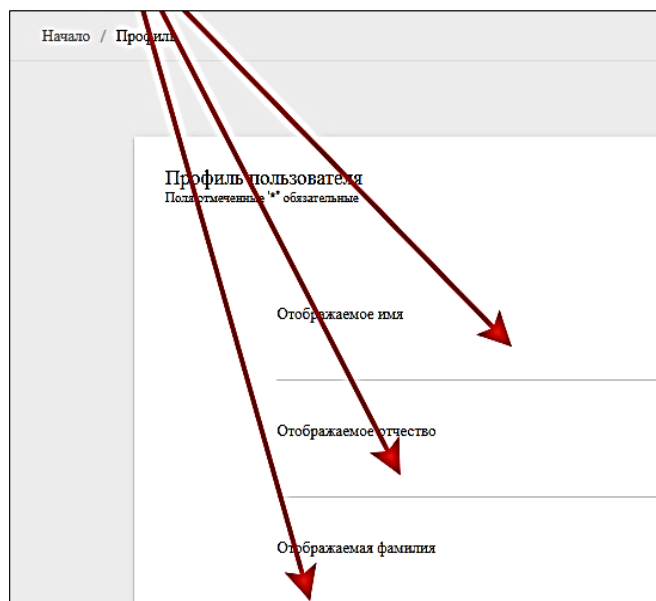 Начало / Профиль
Профиль пользователя
Поля отмеченные '*' обязательные
Отображаемое имя
Отображаемое отчество
Отображаемая фамилия